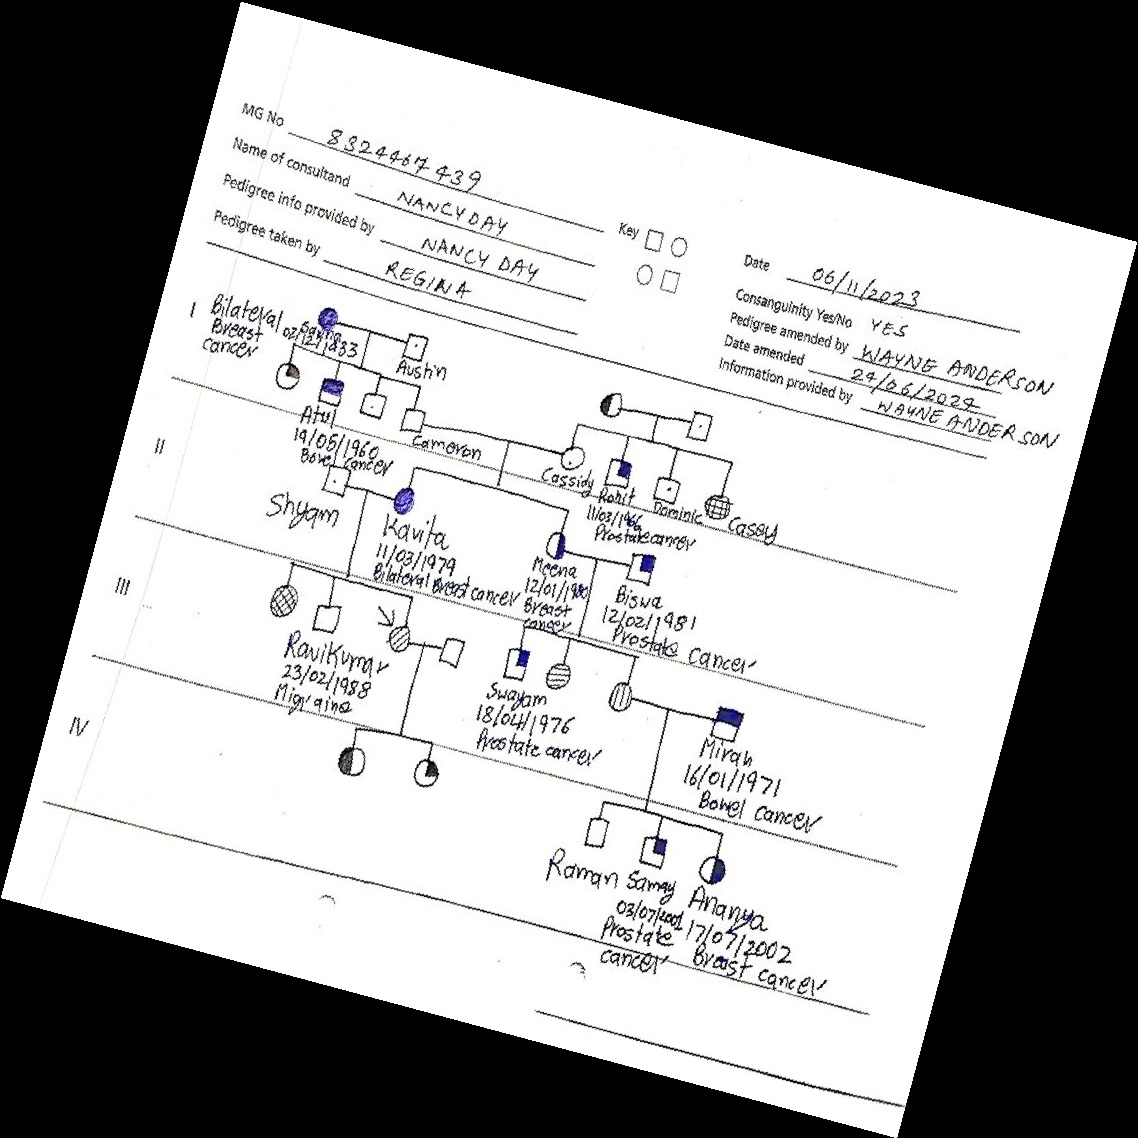 MG No 8324467439
Name of consultand NANCY DAY
Pedigree info provided by NANCY DAY
Pedigree taken by REGINA
Key
Date 06/11/2023
Consanguinity Yes/No YES
Pedigree amended by WAYNE ANDERSON
Date amended 24/06/2024
Information provided by WAYNE ANDERSON
I
Bilateral
Breast
cancer
02/12/1933
Austin
Atul
19/05/1960
Bowel cancer
Cameron
II
Cassidy
Rohit
11/03/1966
Prostate cancer
Dominic
Casey
Shyam
Kavita
11/03/1979
Bilateral Breast cancer
Meena
12/01/1980
Breast
cancer
Biswa
12/02/1981
Prostate cancer
III
RaviKumar
23/02/1988
Migraine
Swayam
18/04/1976
Prostate cancer
Mirah
16/01/1971
Bowel cancer
IV
Raman
Samay
03/07/2001
Prostate
cancer
Ananya
17/07/2002
Breast cancer